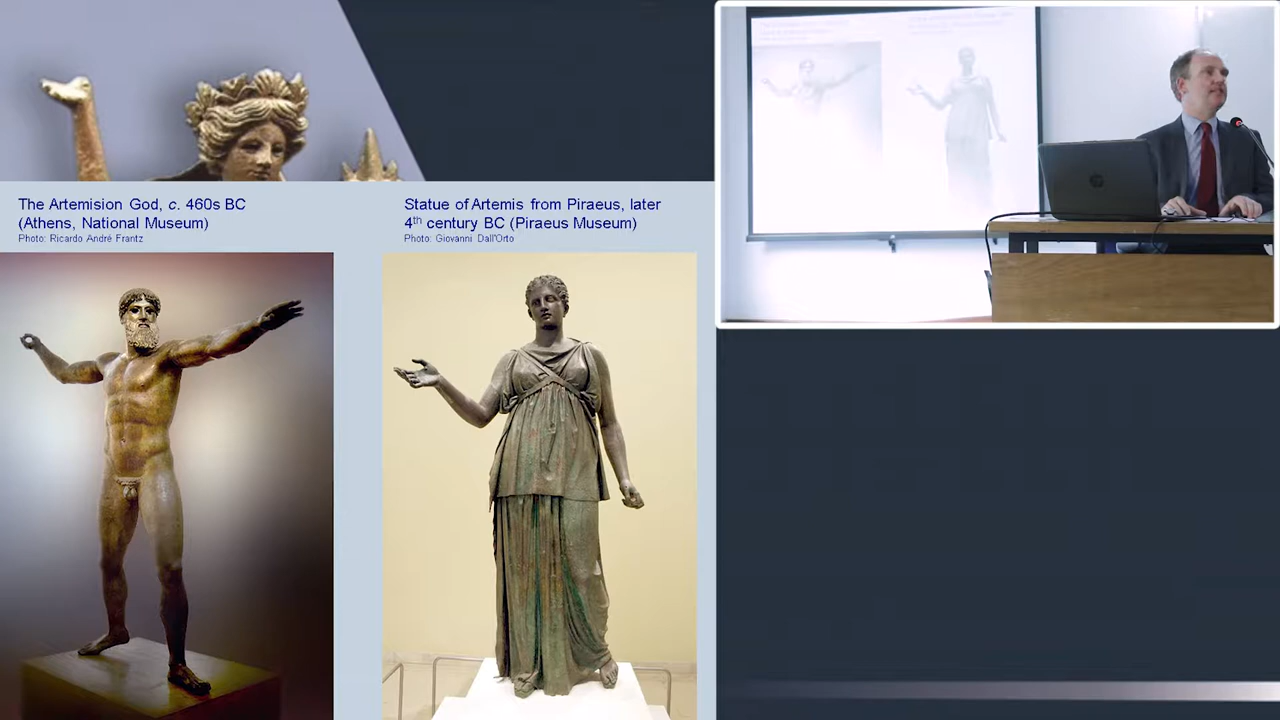 The Artemision God, c. 460s BC
(Athens, National Museum)
Photo: Ricardo André Frantz
Statue of Artemis from Piraeus, later
4th century BC (Piraeus Museum)
Photo: Giovanni Dall'Orto